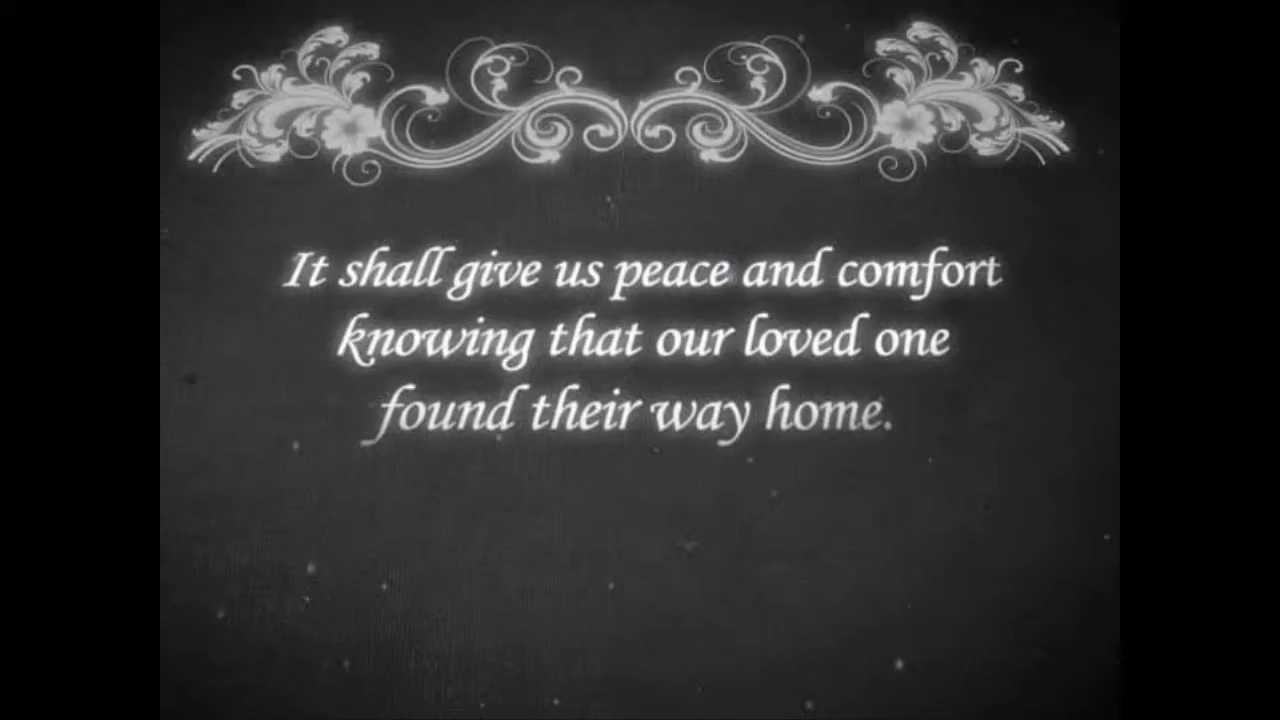 It shall give us peace and comfort
knowing that our loved one
found their way home.